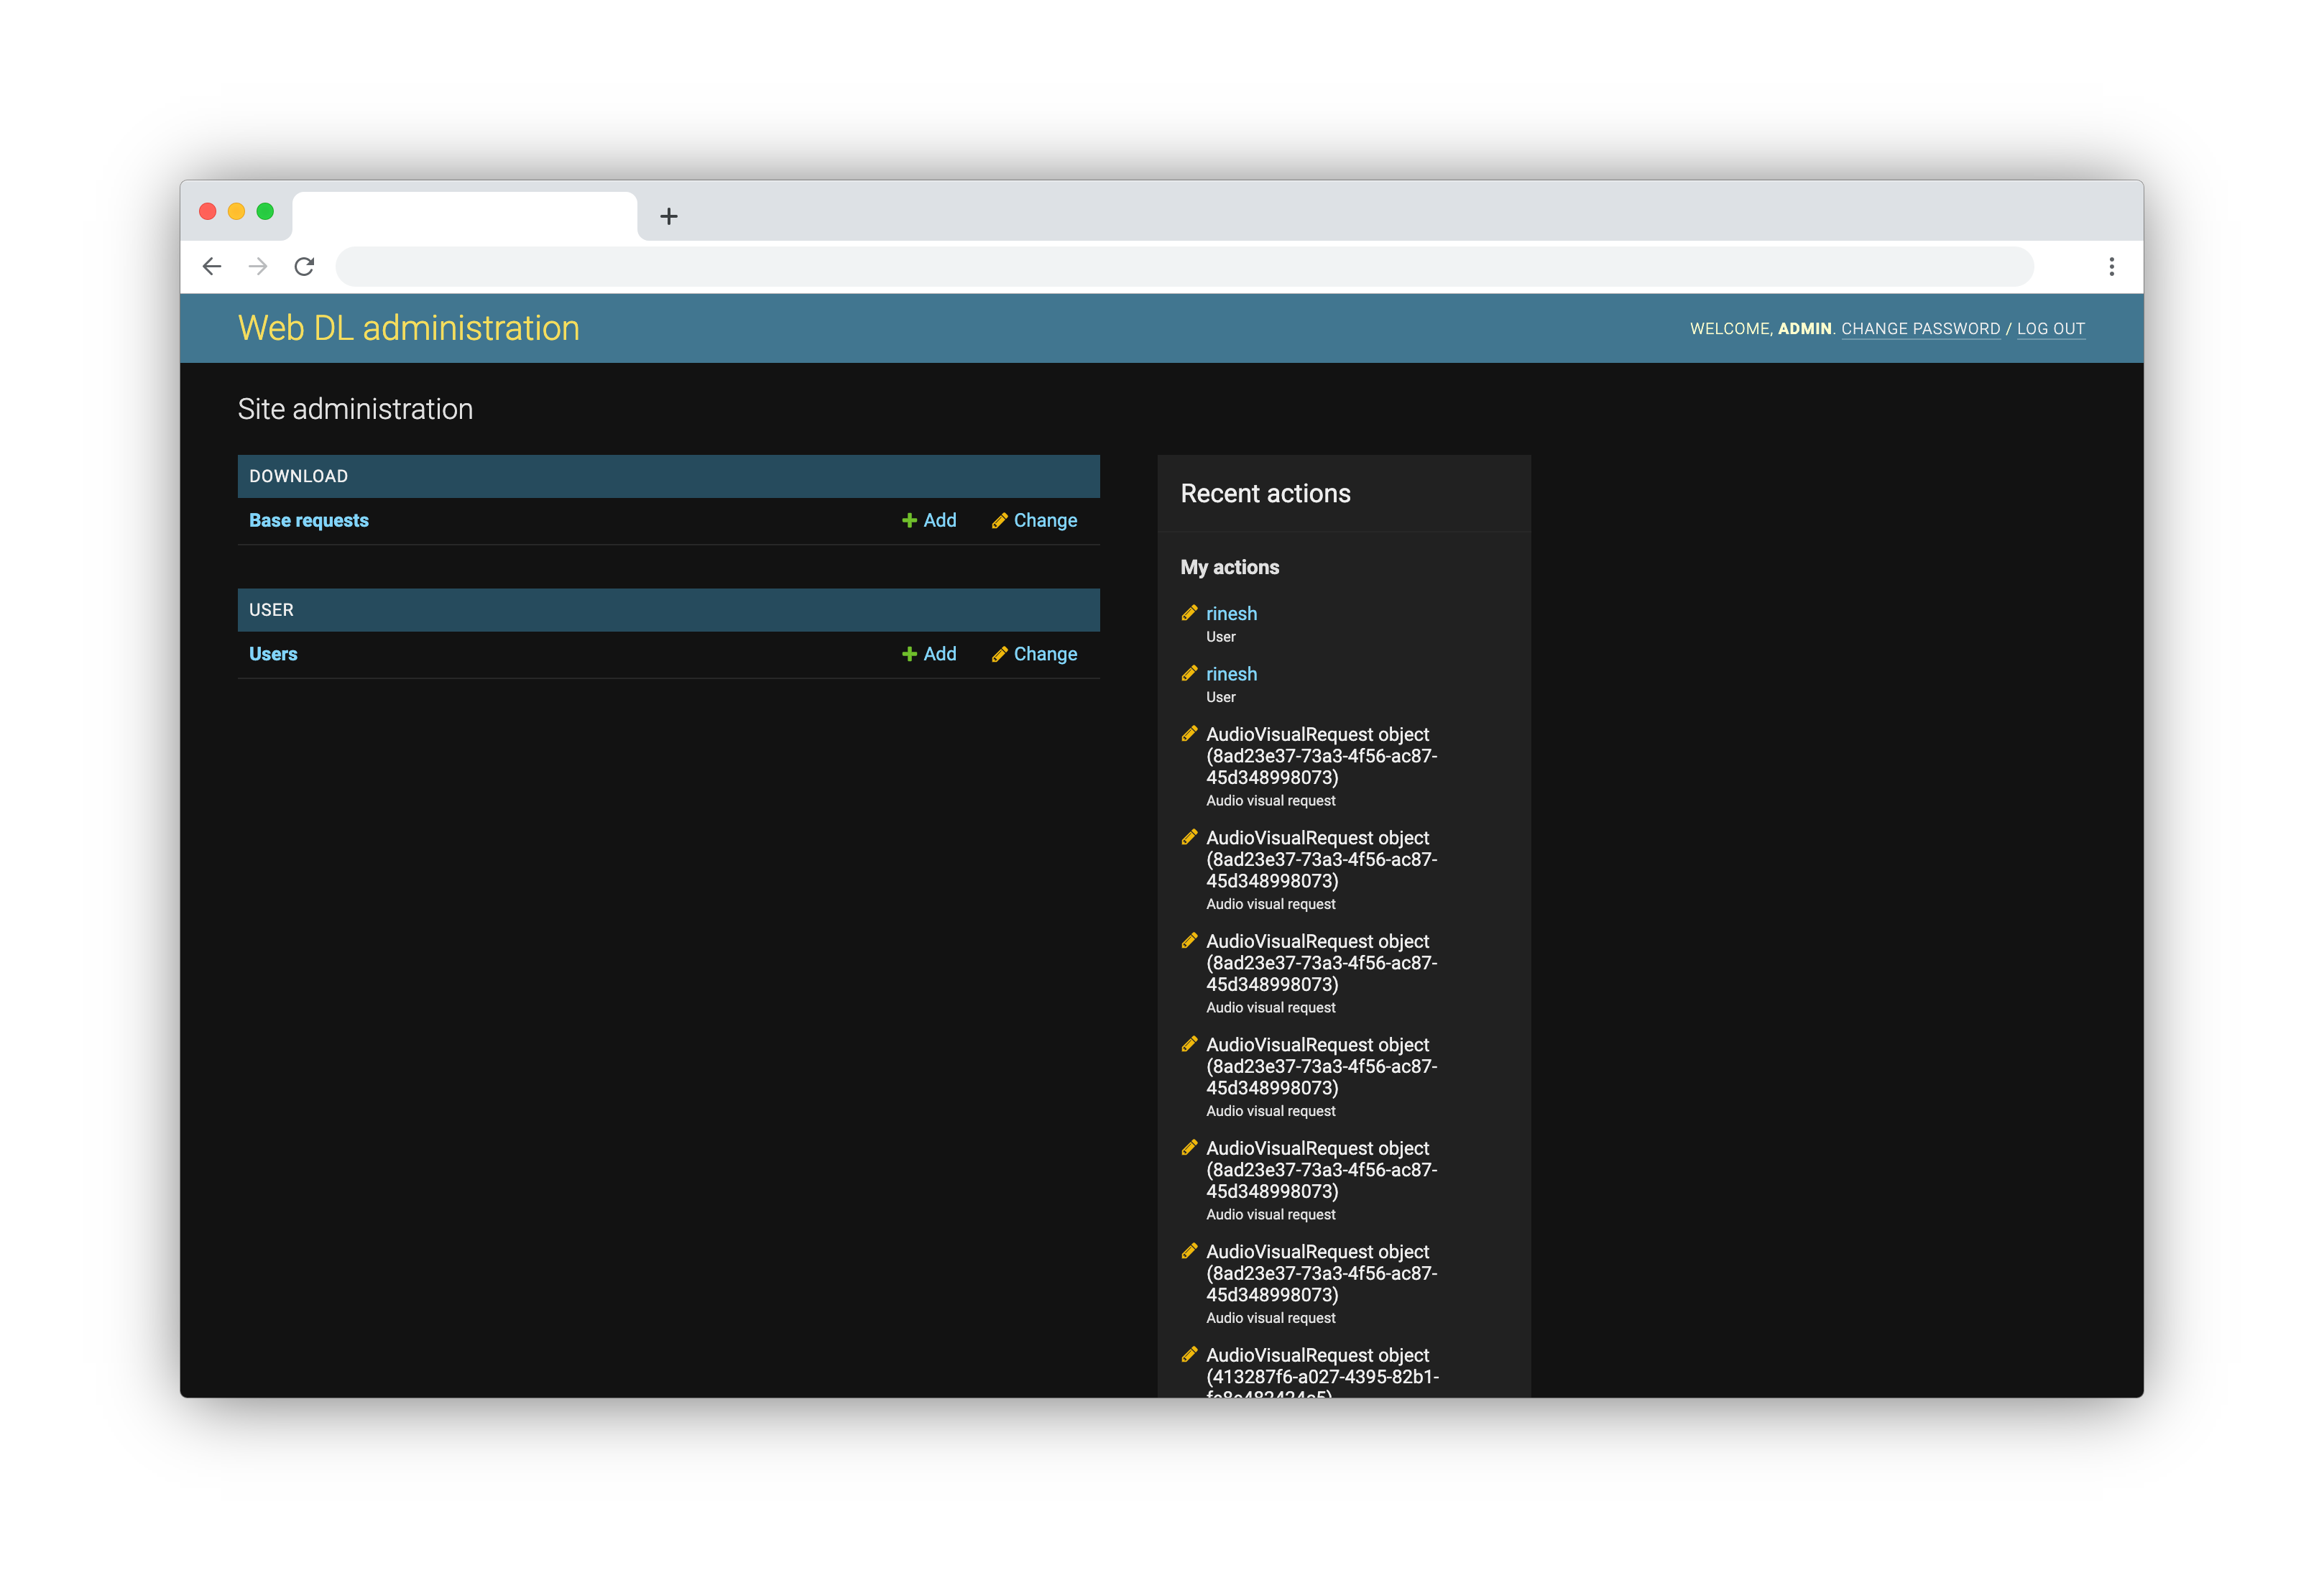 Web DL administration
WELCOME, ADMIN. CHANGE PASSWORD / LOG OUT
Site administration
DOWNLOAD
Base requests
Add
Change
USER
Users
Add
Change
Recent actions
My actions
rinesh
User
rinesh
User
AudioVisualRequest object
(8ad23e37-73a3-4f56-ac87-
45d348998073)
Audio visual request
AudioVisualRequest object
(8ad23e37-73a3-4f56-ac87-
45d348998073)
Audio visual request
AudioVisualRequest object
(8ad23e37-73a3-4f56-ac87-
45d348998073)
Audio visual request
AudioVisualRequest object
(8ad23e37-73a3-4f56-ac87-
45d348998073)
Audio visual request
AudioVisualRequest object
(8ad23e37-73a3-4f56-ac87-
45d348998073)
Audio visual request
AudioVisualRequest object
(8ad23e37-73a3-4f56-ac87-
45d348998073)
Audio visual request
AudioVisualRequest object
(413287f6-a027-4395-82b1-